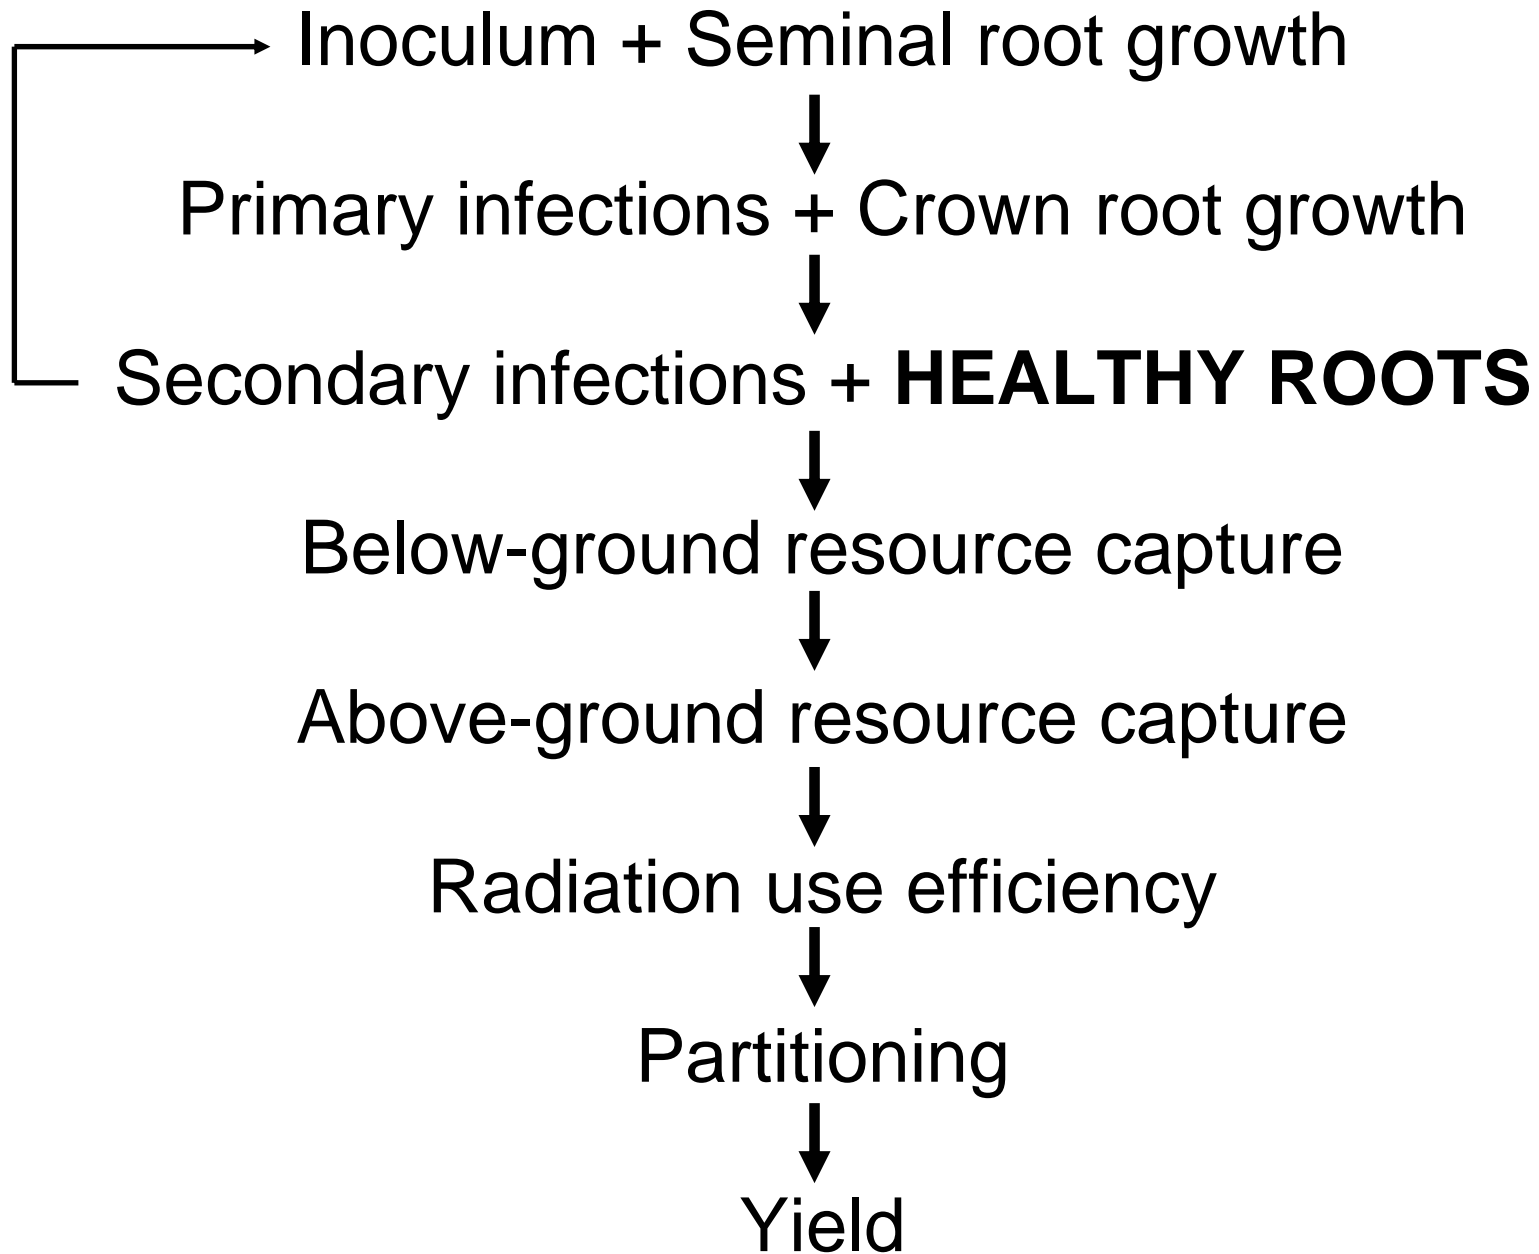 Inoculum + Seminal root growth
Primary infections + Crown root growth
Secondary infections + HEALTHY ROOTS
Below-ground resource capture
Above-ground resource capture
Radiation use efficiency
Partitioning
Yield